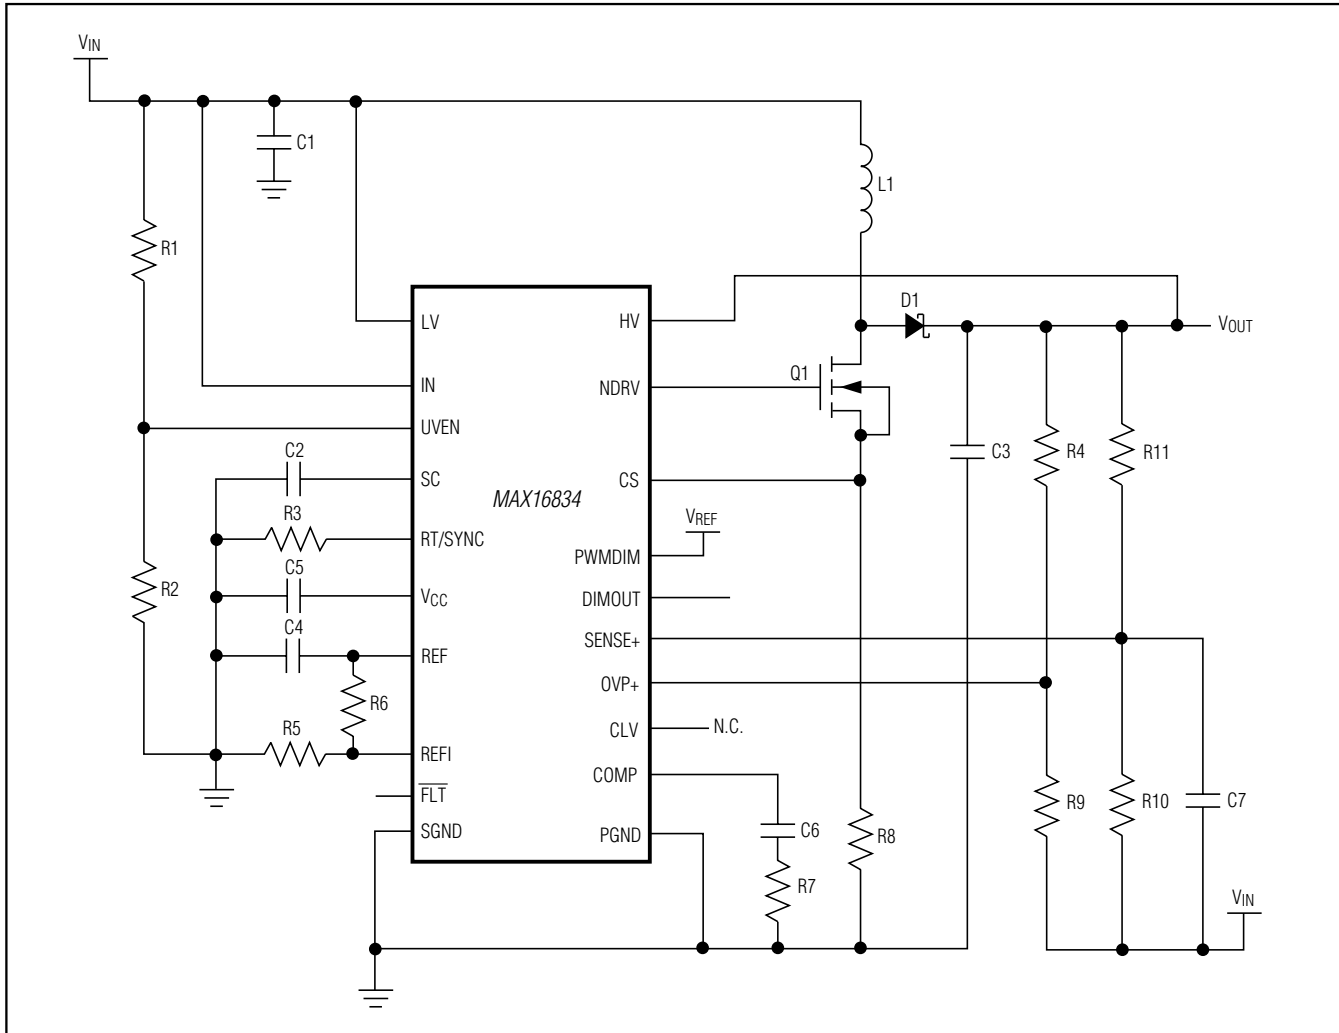 VIN
C1
L1
R1
D1
VOUT
LV
HV
Q1
IN
NDRV
UVEN
C2
SC
CS
C3
R4
R11
MAX16834
R3
RT/SYNC
VREF
PWMDIM
C5
VCC
DIMOUT
R2
C4
REF
SENSE+
R6
OVP+
R5
REFI
CLV
N.C.
COMP
FLT
SGND
PGND
C6
R7
R8
R9
R10
C7
VIN